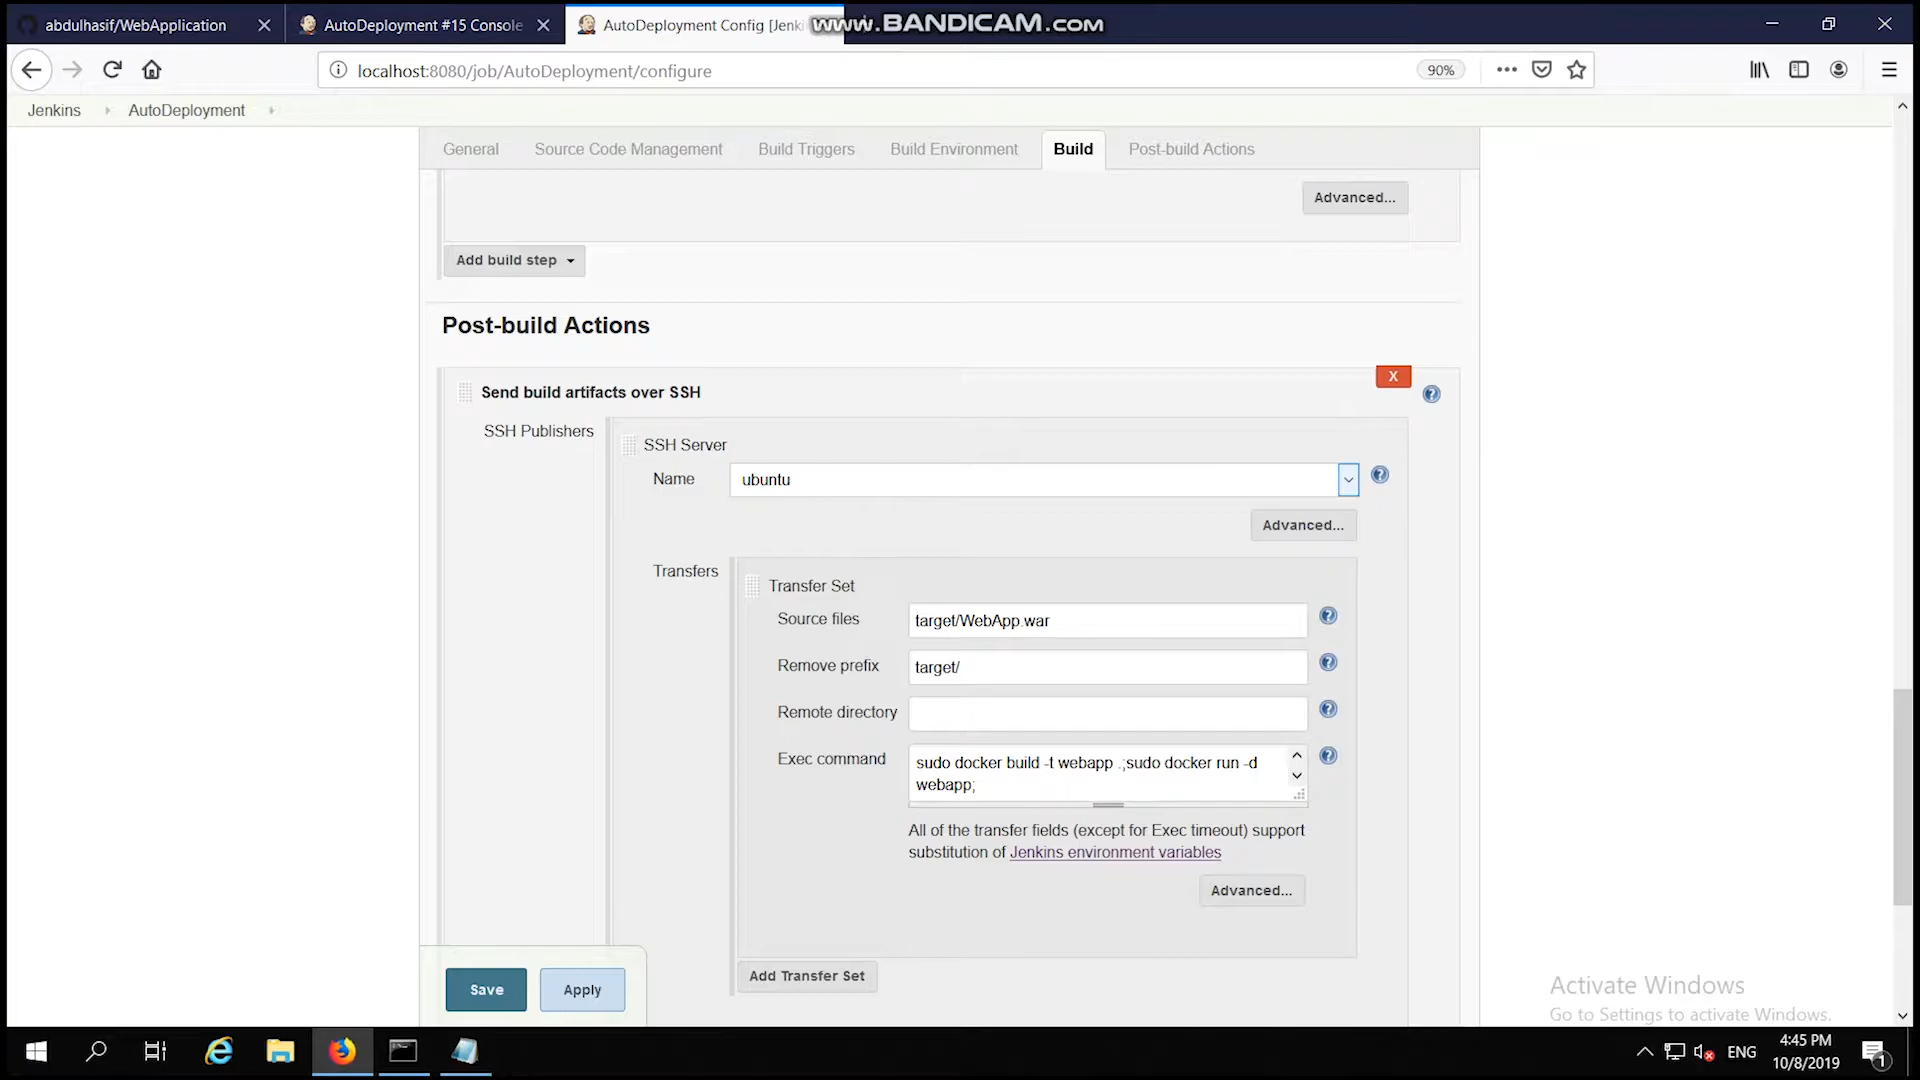 abdulhasif/WebApplication
AutoDeployment #15 Console
AutoDeployment Config [Jenki
www.BANDICAM.com
localhost:8080/job/AutoDeployment/configure
90%
Jenkins
AutoDeployment
General
Source Code Management
Build Triggers
Build Environment
Build
Post-build Actions
Advanced...
Add build step
Post-build Actions
X
Send build artifacts over SSH
SSH Publishers
SSH Server
Name
ubuntu
Advanced...
Transfers
Transfer Set
Source files
target/WebApp.war
Remove prefix
target/
Remote directory
Exec command
sudo docker build -t webapp .;sudo docker run -d
webapp;
All of the transfer fields (except for Exec timeout) support
substitution of Jenkins environment variables
Advanced...
Add Transfer Set
Save
Apply
Activate Windows
Go to Settings to activate Windows.
ENG
4:45 PM
10/8/2019
1